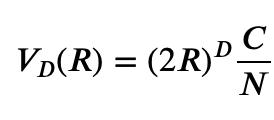 V_D(R) = (2R)^D \frac{C}{N}